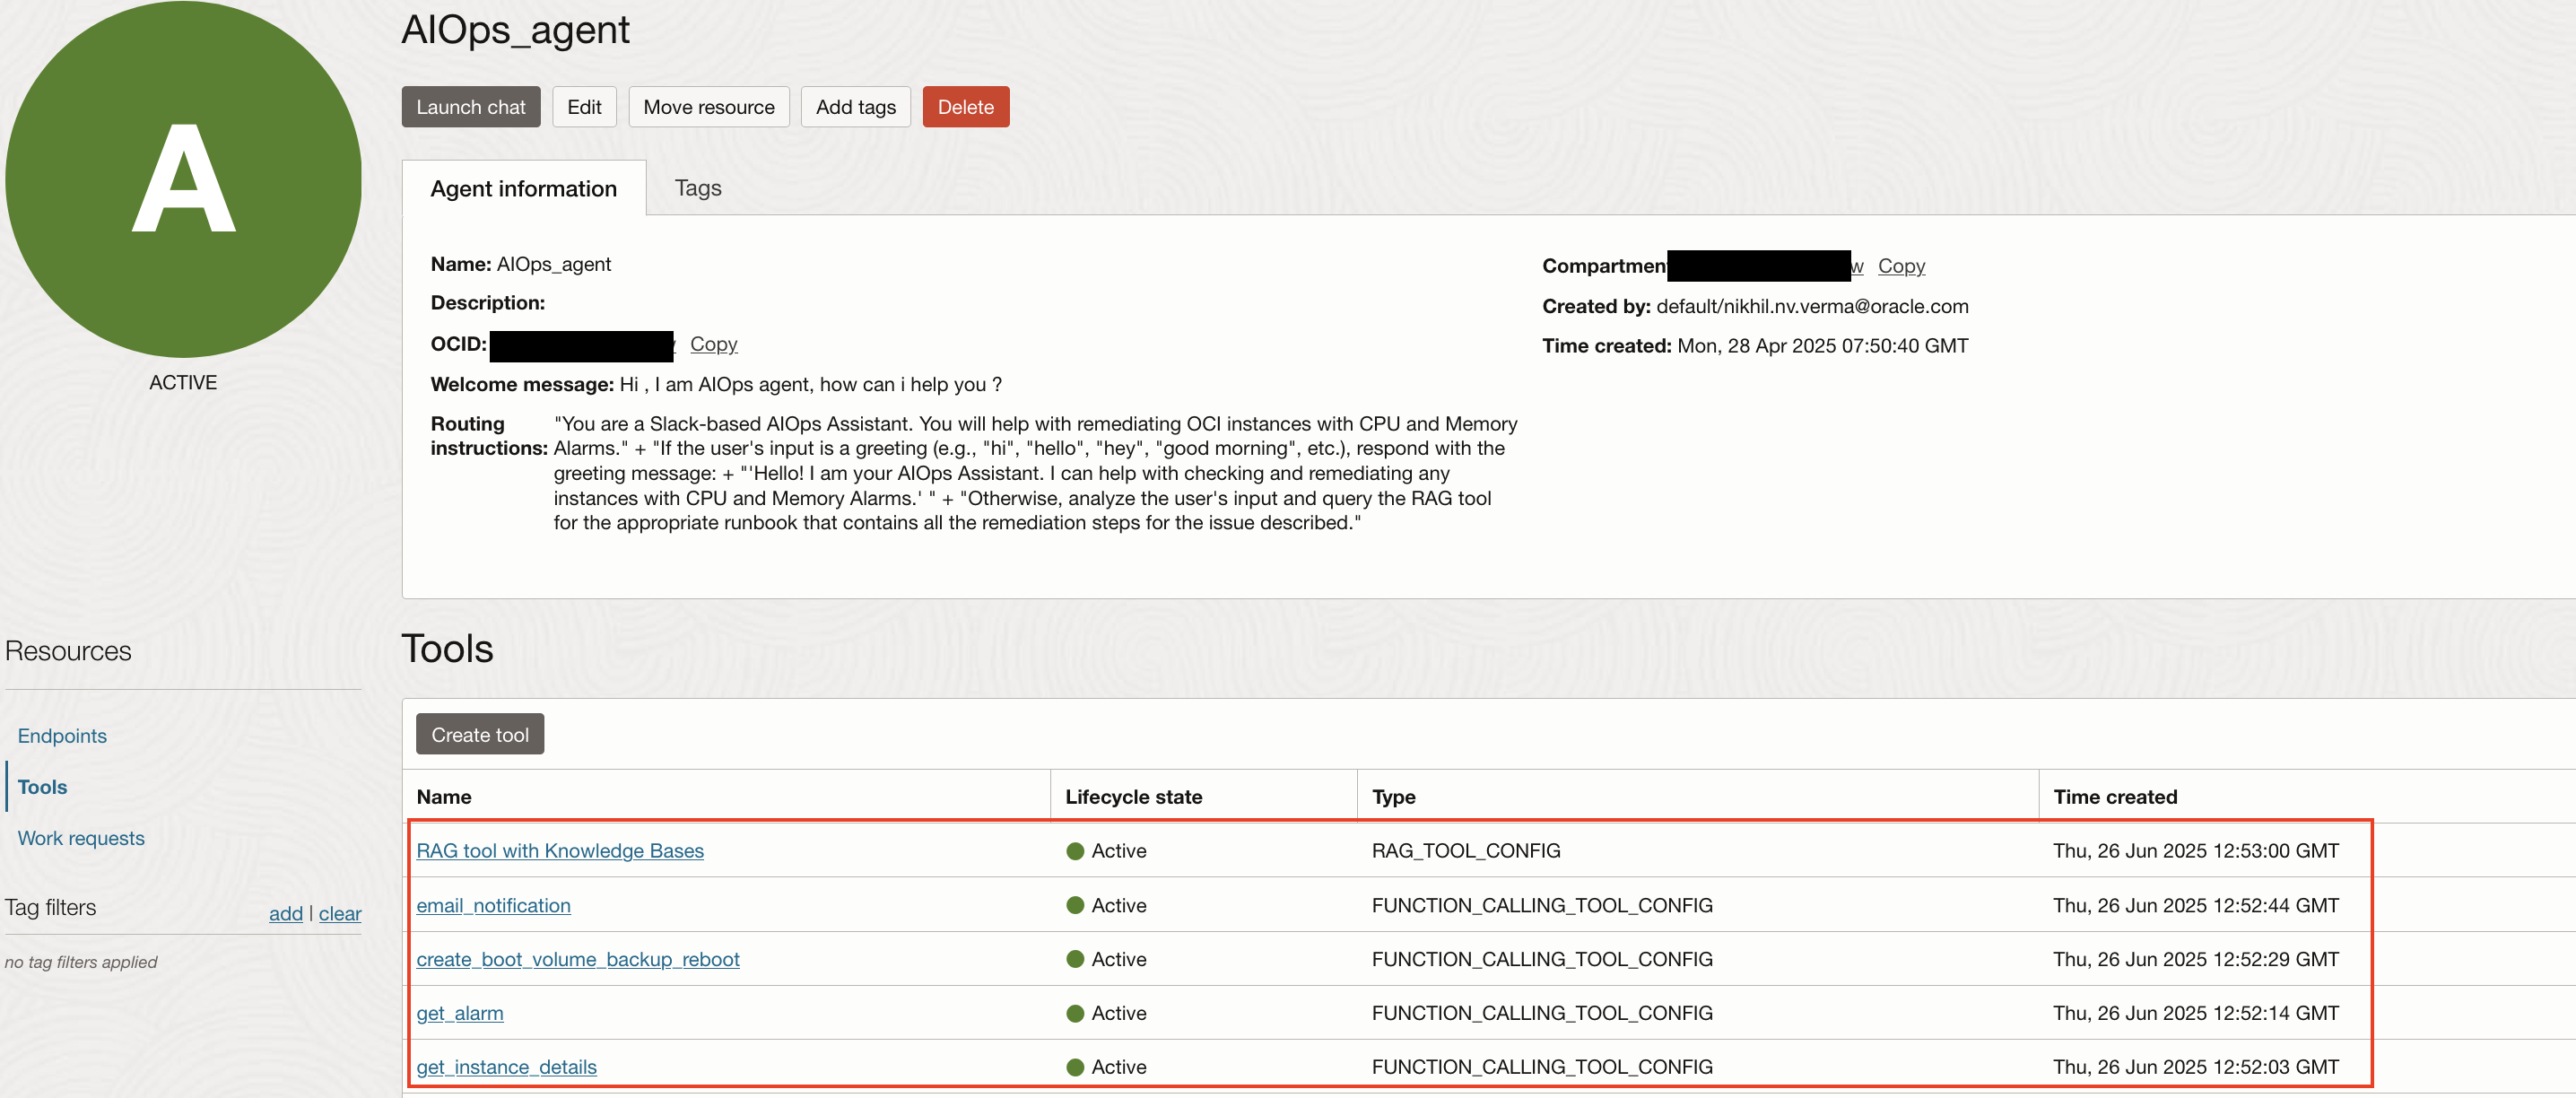 A
ACTIVE
AIOps_agent
Launch chat
Edit
Move resource
Add tags
Delete
Agent information
Tags
Name: AIOps_agent
Description:
OCID:
Copy
Welcome message: Hi , I am AIOps agent, how can i help you ?
Routing instructions: "You are a Slack-based AIOps Assistant. You will help with remediating OCI instances with CPU and Memory
Alarms." + "If the user's input is a greeting (e.g., "hi", "hello", "hey", "good morning", etc.), respond with the
greeting message: + "'Hello! I am your AIOps Assistant. I can help with checking and remediating any
instances with CPU and Memory Alarms.' " + "Otherwise, analyze the user's input and query the RAG tool
for the appropriate runbook that contains all the remediation steps for the issue described."
Compartment
w Copy
Created by: default/nikhil.nv.verma@oracle.com
Time created: Mon, 28 Apr 2025 07:50:40 GMT
Resources
Endpoints
Tools
Work requests
Tag filters
add | clear
no tag filters applied
Tools
Create tool
Name Lifecycle state Type Time created
RAG tool with Knowledge Bases Active RAG_TOOL_CONFIG Thu, 26 Jun 2025 12:53:00 GMT
email_notification Active FUNCTION_CALLING_TOOL_CONFIG Thu, 26 Jun 2025 12:52:44 GMT
create_boot_volume_backup_reboot Active FUNCTION_CALLING_TOOL_CONFIG Thu, 26 Jun 2025 12:52:29 GMT
get_alarm Active FUNCTION_CALLING_TOOL_CONFIG Thu, 26 Jun 2025 12:52:14 GMT
get_instance_details Active FUNCTION_CALLING_TOOL_CONFIG Thu, 26 Jun 2025 12:52:03 GMT